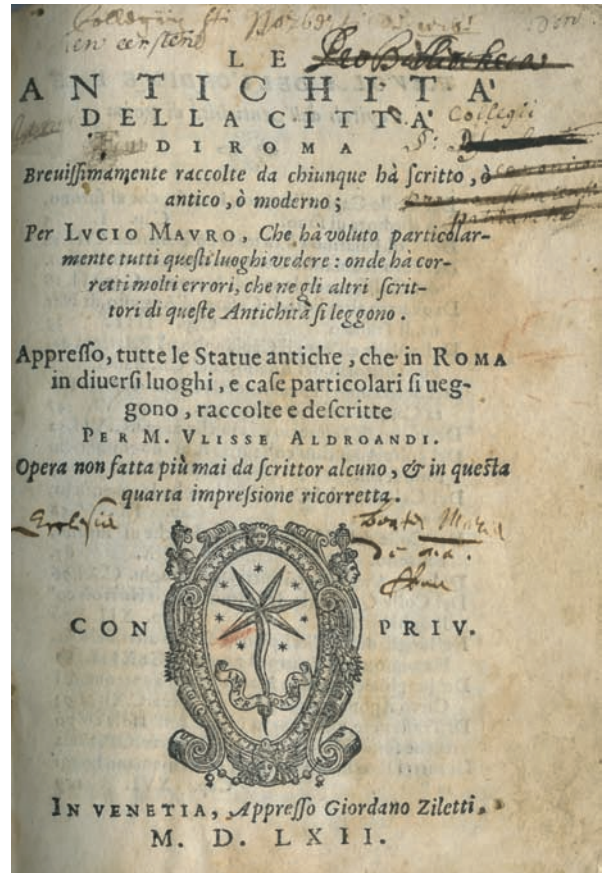 LE
ANTICHITA'
DELLA CITTA'
DI ROMA
Breuiſſimamente raccolte da chiunque hà ſcritto, ò
antico, ò moderno;
Per LVCIO MAVRO, Che hà voluto particolar-
mente tutti queſti luoghi vedere: onde hà cor-
retti molti errori, che ne gli altri ſcrit-
tori di queſte Antichità ſi leggono.
Appreſſo, tutte le Statue antiche, che in ROMA
in diuerſi luoghi, e caſe particolari ſi ueg-
gono, raccolte e deſcritte
PER M. VLISSE ALDROANDI.
Opera non fatta più mai da ſcrittor alcuno, & in queſta
quarta impreſſione ricorretta.
CON PRIV.
IN VENETIA, Appreſſo Giordano Ziletti,
M. D. LXII.